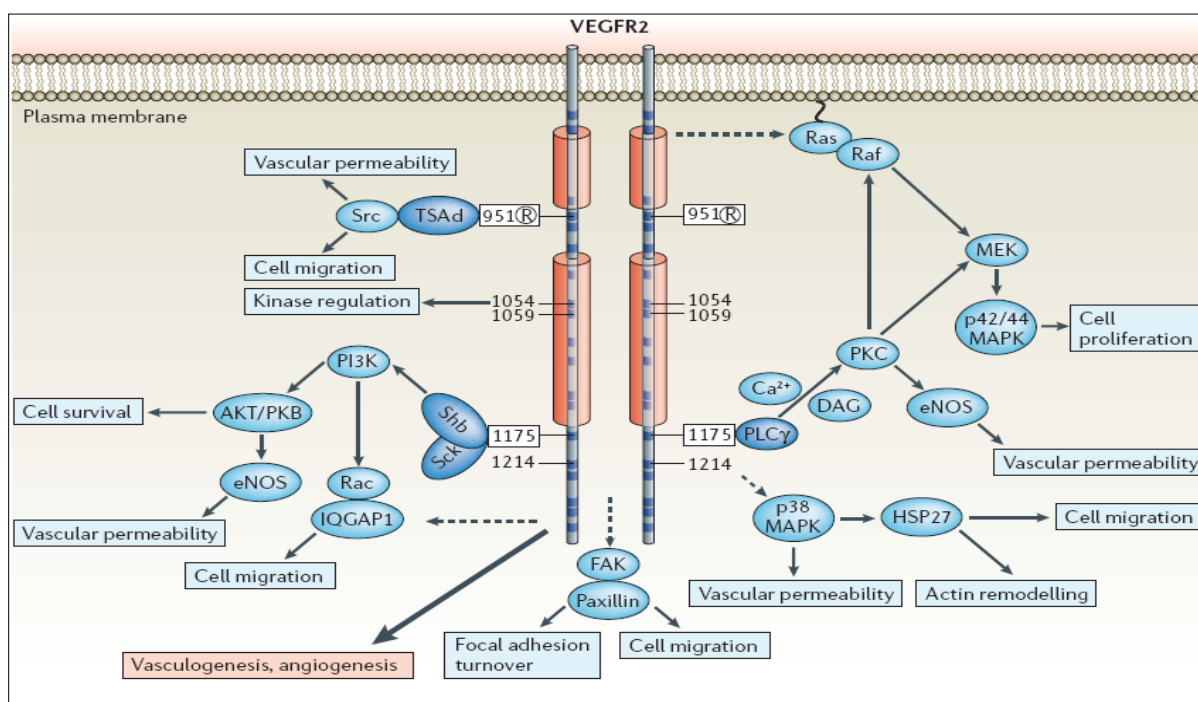 VEGFR2
Plasma membrane
Ras
Raf
Vascular permeability
Src
TSAd
951Ⓡ
951Ⓡ
Cell migration
MEK
Kinase regulation
1054
1059
1054
1059
p42/44
MAPK
Cell
proliferation
PI3K
PKC
Ca²⁺
DAG
eNOS
Cell survival
AKT/PKB
Shb
Sck
1175
1175
PLCγ
1214
1214
Vascular permeability
eNOS
Rac
IQGAP1
p38
MAPK
HSP27
Cell migration
Vascular permeability
Cell migration
FAK
Paxillin
Vascular permeability
Actin remodelling
Focal adhesion
turnover
Cell migration
Vasculogenesis, angiogenesis